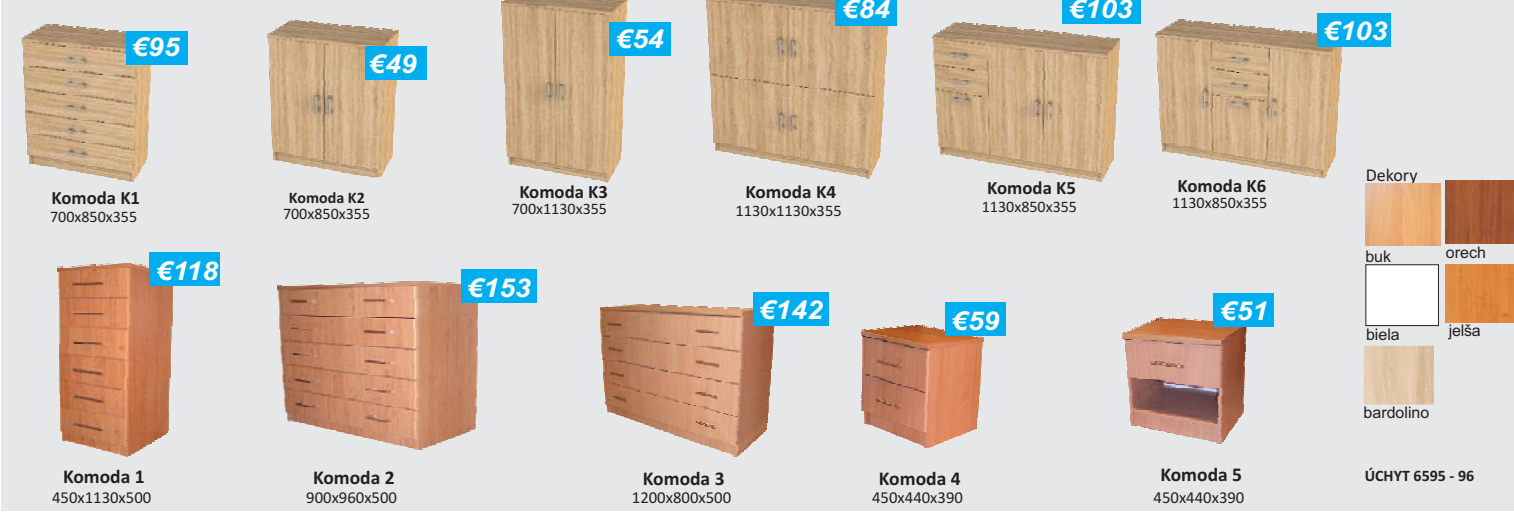 €95
€49
€54
€84
€103
€103
Komoda K1
700x850x355
Komoda K2
700x850x355
Komoda K3
700x1130x355
Komoda K4
1130x1130x355
Komoda K5
1130x850x355
Komoda K6
1130x850x355
Dekory
buk
orech
biela
jelša
bardolino
€118
€153
€142
€59
€51
Komoda 1
450x1130x500
Komoda 2
900x960x500
Komoda 3
1200x800x500
Komoda 4
450x440x390
Komoda 5
450x440x390
ÚCHYT 6595 - 96